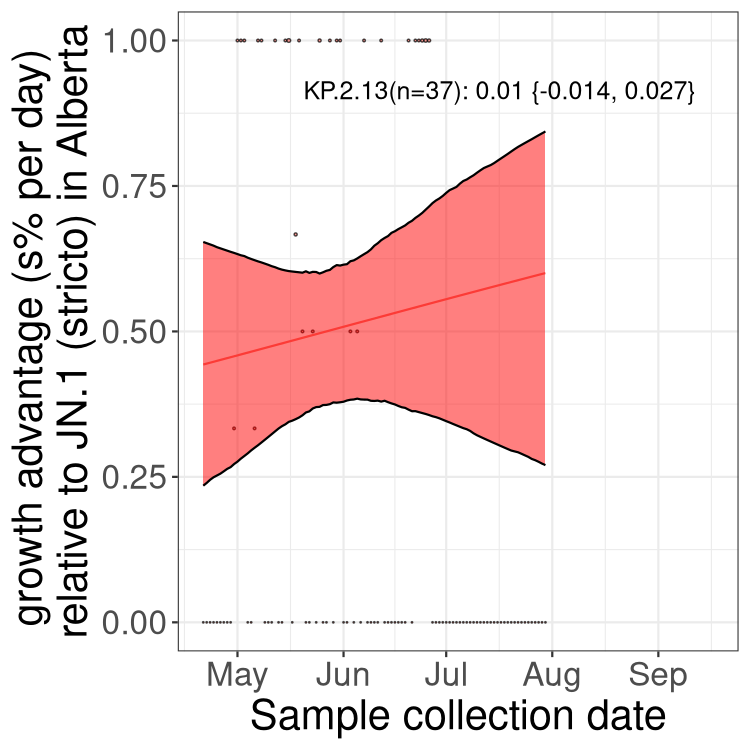 growth advantage (s% per day)
relative to JN.1 (stricto) in Alberta
1.00
0.75
0.50
0.25
0.00
KP.2.13(n=37): 0.01 {-0.014, 0.027}
May Jun Jul Aug Sep
Sample collection date